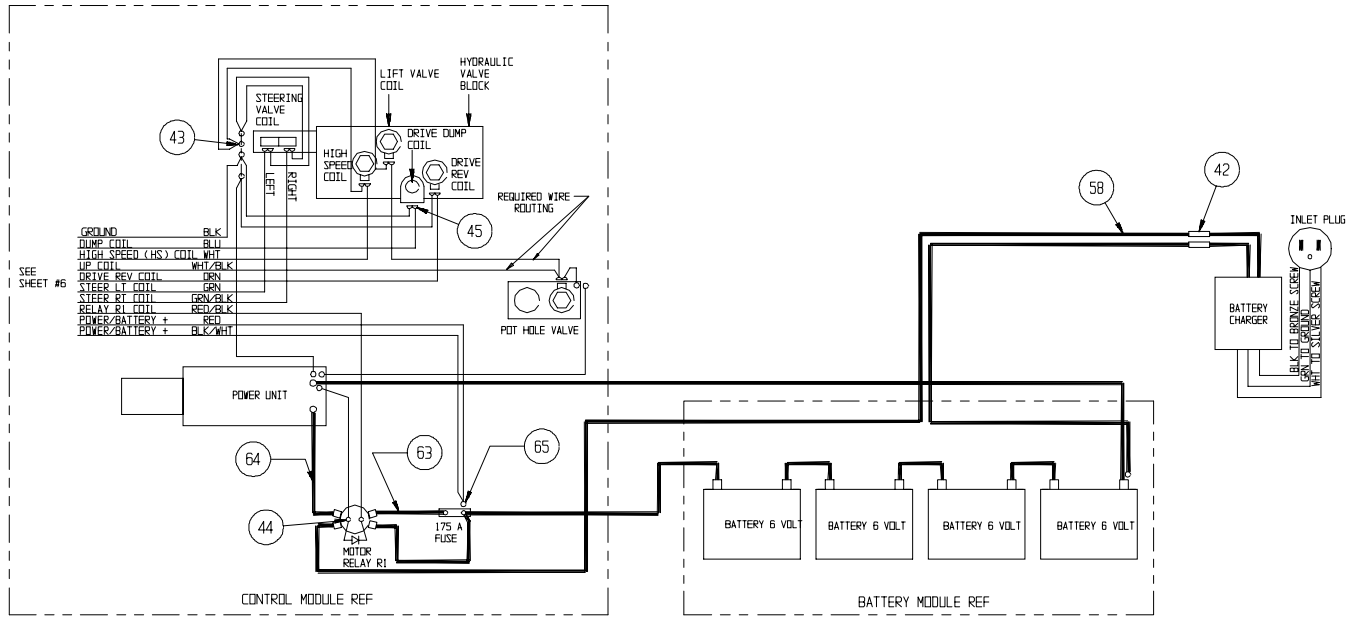 HYDRAULIC
VALVE
BLOCK
LIFT VALVE
COIL
STEERING
VALVE
COIL
43
DRIVE DUMP
COIL
HIGH
SPEED
COIL
DRIVE
REV
COIL
LEFT
RIGHT
REQUIRED WIRE
ROUTING
45
58
42
INLET PLUG
SEE
SHEET #6
GROUND BLK
DUMP COIL BLU
HIGH SPEED (HS) COIL WHT
UP COIL WHT/BLK
DRIVE REV COIL ORN
STEER LT COIL GRN
STEER RT COIL GRN/BLK
RELAY R1 COIL RED/BLK
POWER/BATTERY + RED
POWER/BATTERY + BLK/WHT
POT HOLE VALVE
BATTERY
CHARGER
BLK TO BRONZE SCREW
GRN TO GROUND
WHT TO SILVER SCREW
POWER UNIT
64
63
65
44
175 A
FUSE
MOTOR
RELAY R1
BATTERY 6 VOLT
BATTERY 6 VOLT
BATTERY 6 VOLT
BATTERY 6 VOLT
CONTROL MODULE REF
BATTERY MODULE REF